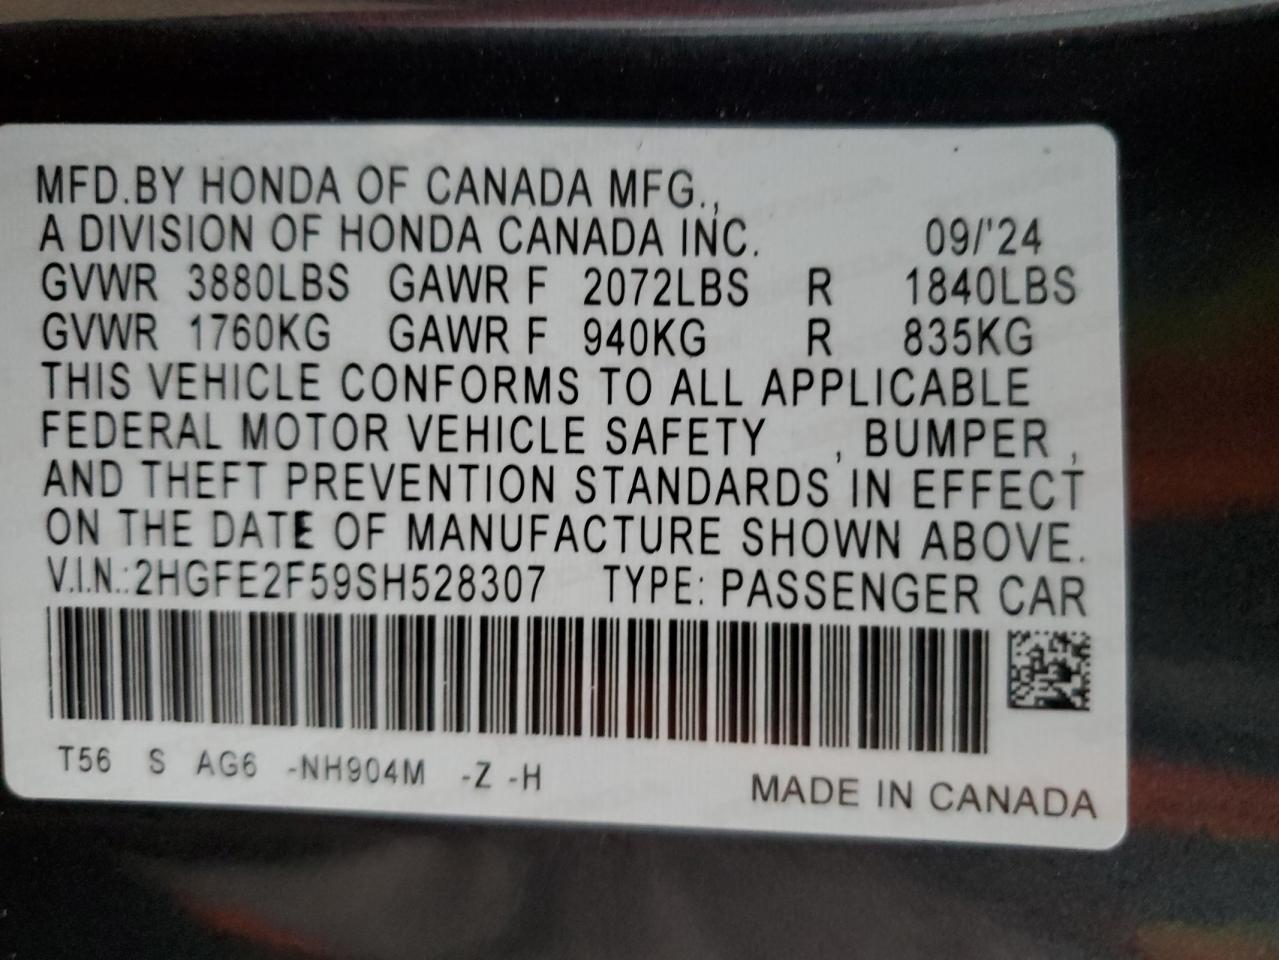 MFD.BY HONDA OF CANADA MFG.,
A DIVISION OF HONDA CANADA INC. 09/'24
GVWR 3880LBS GAWR F 2072LBS R 1840LBS
GVWR 1760KG GAWR F 940KG R 835KG
THIS VEHICLE CONFORMS TO ALL APPLICABLE
FEDERAL MOTOR VEHICLE SAFETY , BUMPER ,
AND THEFT PREVENTION STANDARDS IN EFFECT
ON THE DATE OF MANUFACTURE SHOWN ABOVE.
V.I.N.:2HGFE2F59SH528307 TYPE: PASSENGER CAR
T56 S AG6 -NH904M -Z -H
MADE IN CANADA